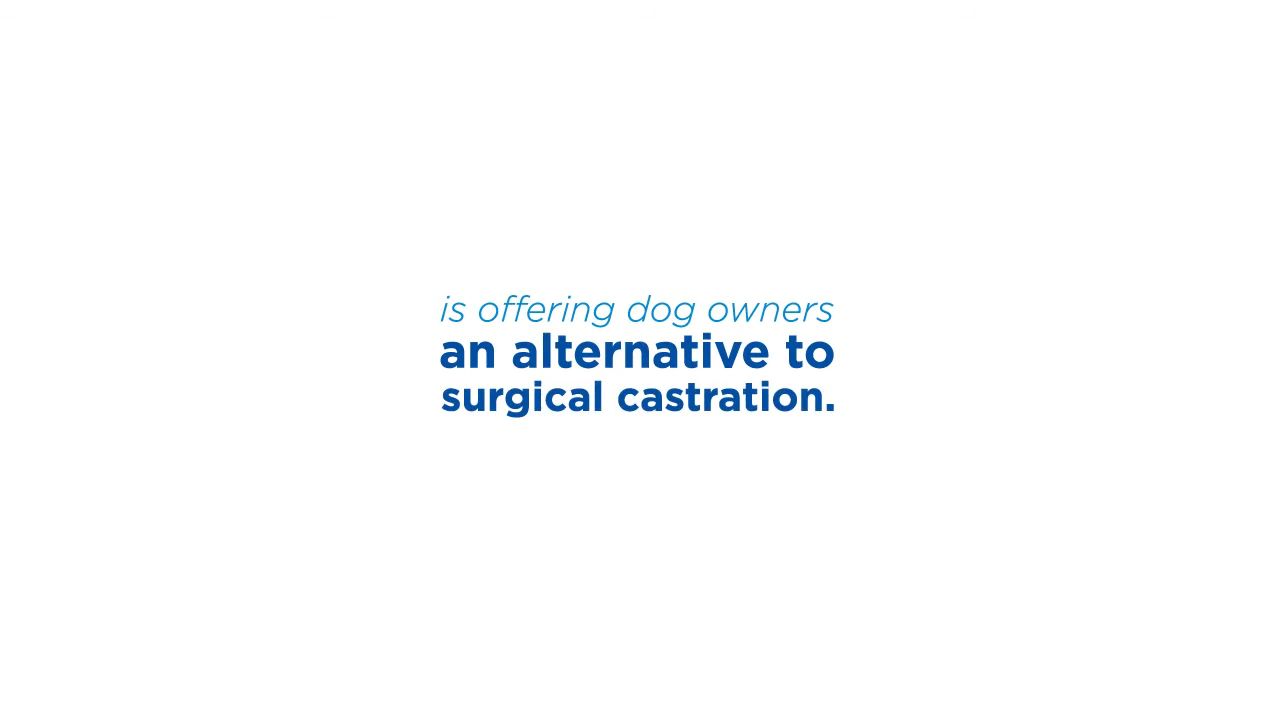 is offering dog owners
an alternative to
surgical castration.